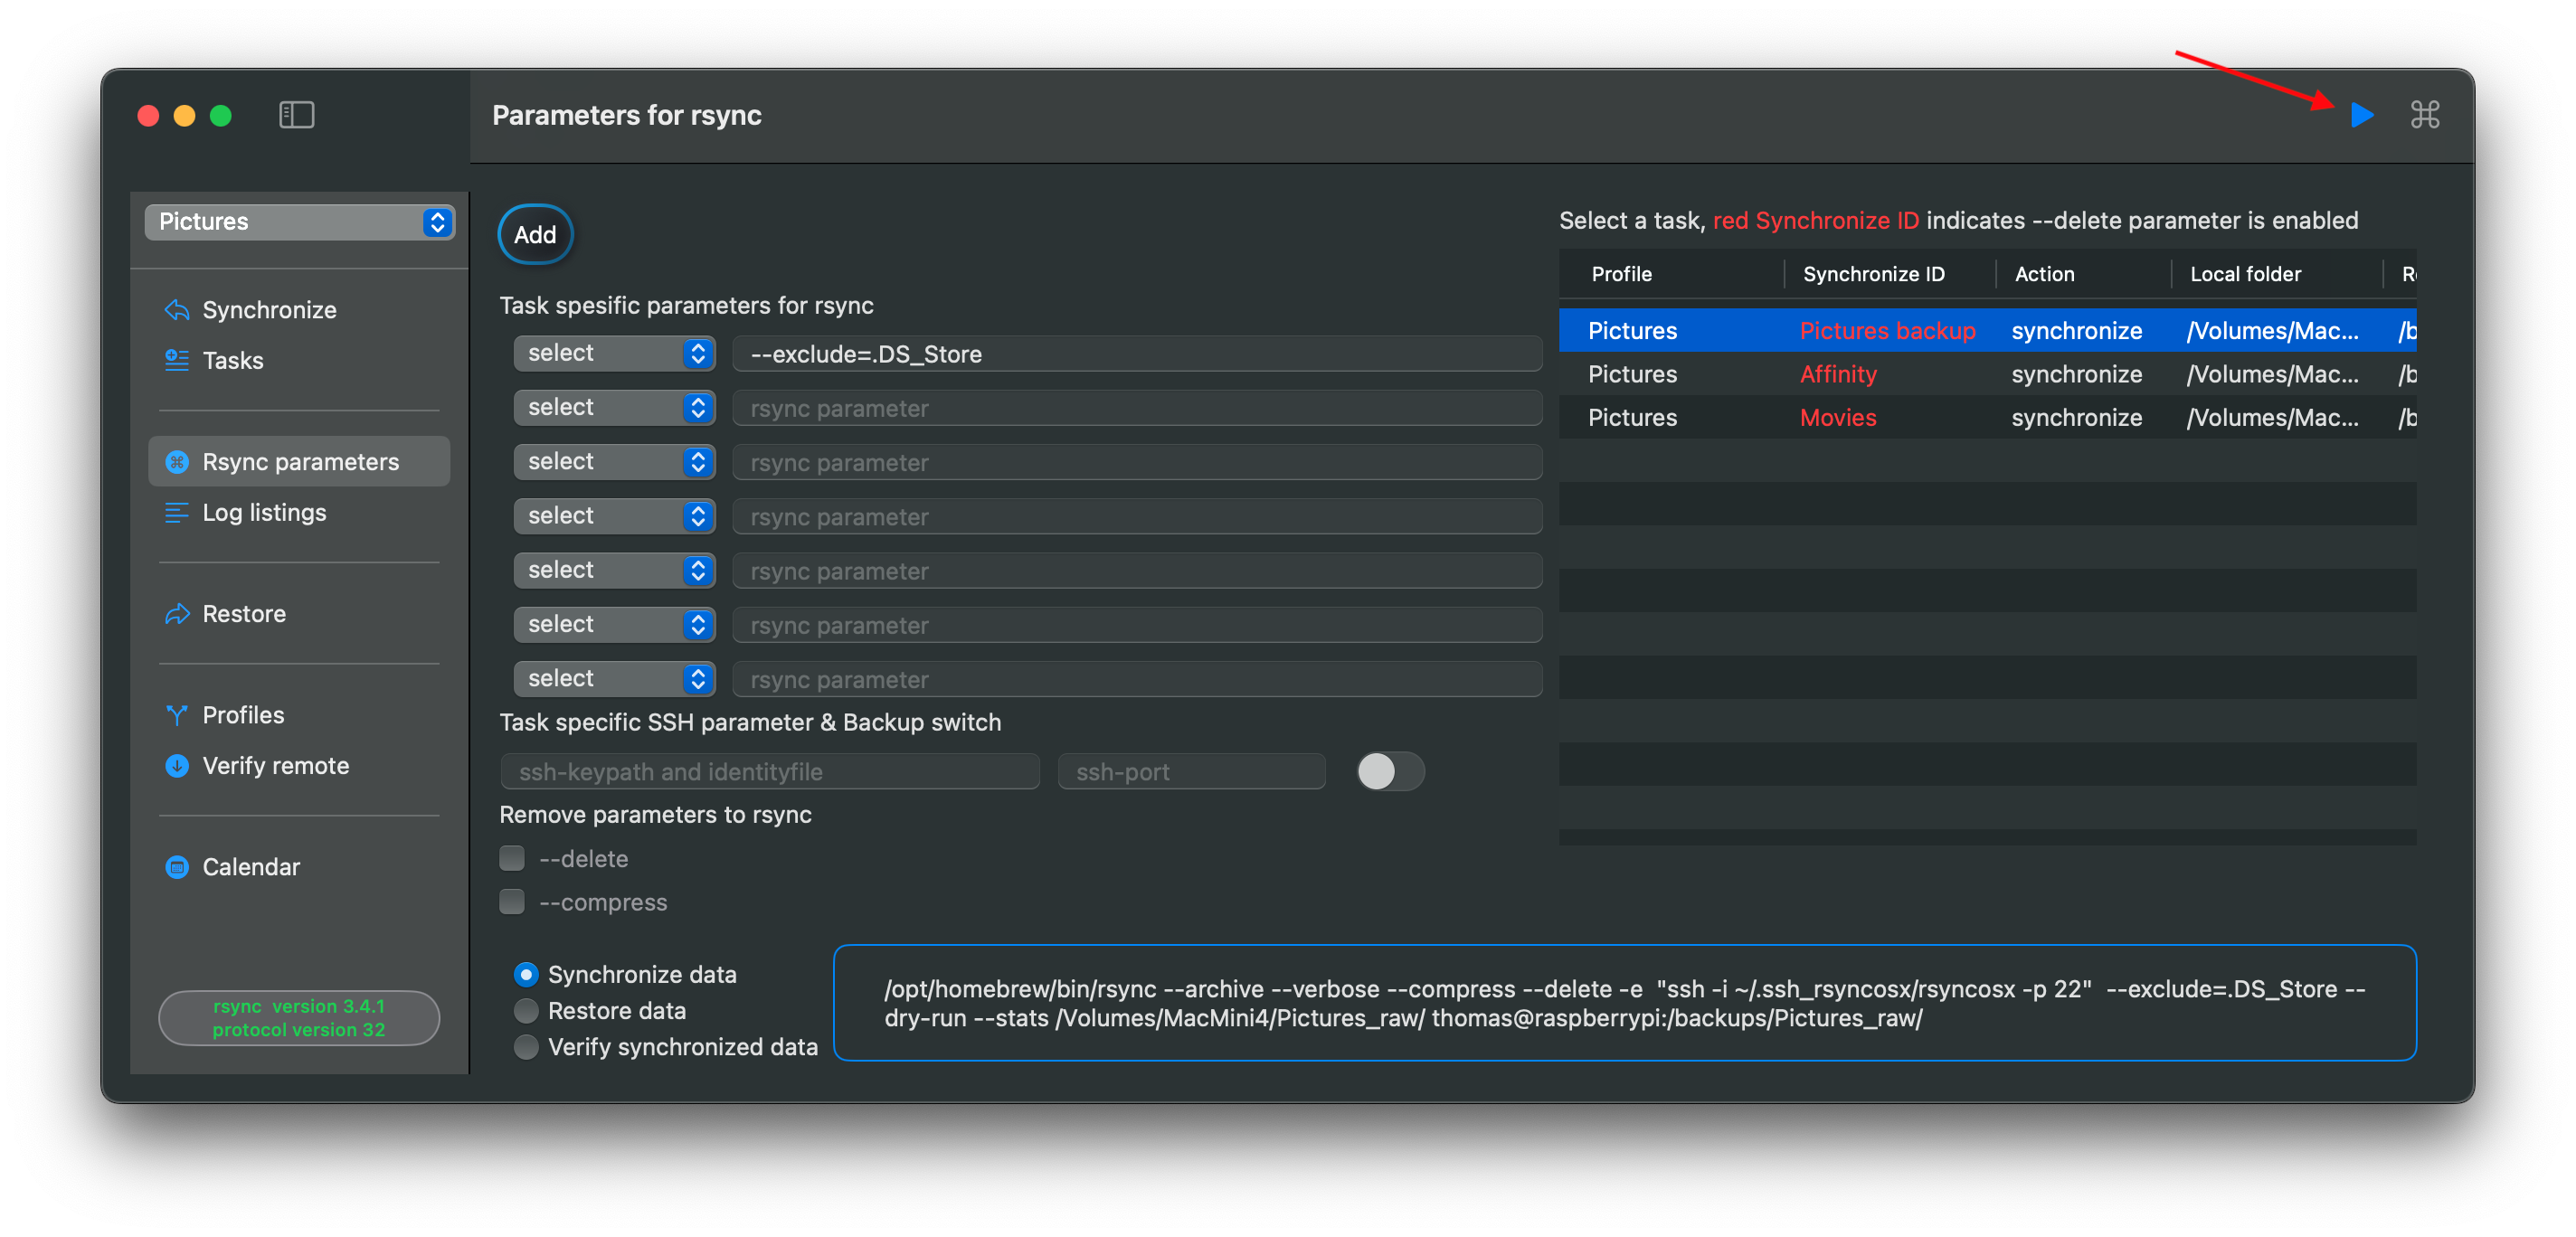 Parameters for rsync
Pictures
Synchronize
Tasks
Rsync parameters
Log listings
Restore
Profiles
Verify remote
Calendar
rsync  version 3.4.1
protocol version 32
Add
Task spesific parameters for rsync
select --exclude=.DS_Store
select rsync parameter
select rsync parameter
select rsync parameter
select rsync parameter
select rsync parameter
select rsync parameter
Task specific SSH parameter & Backup switch
ssh-keypath and identityfile ssh-port
Remove parameters to rsync
--delete
--compress
Select a task, red Synchronize ID indicates --delete parameter is enabled
Profile Synchronize ID Action Local folder
Pictures Pictures backup synchronize /Volumes/Mac... /b
Pictures Affinity synchronize /Volumes/Mac... /b
Pictures Movies synchronize /Volumes/Mac... /b
Synchronize data
Restore data
Verify synchronized data
/opt/homebrew/bin/rsync --archive --verbose --compress --delete -e  "ssh -i ~/.ssh_rsyncosx/rsyncosx -p 22"  --exclude=.DS_Store --
dry-run --stats /Volumes/MacMini4/Pictures_raw/ thomas@raspberrypi:/backups/Pictures_raw/